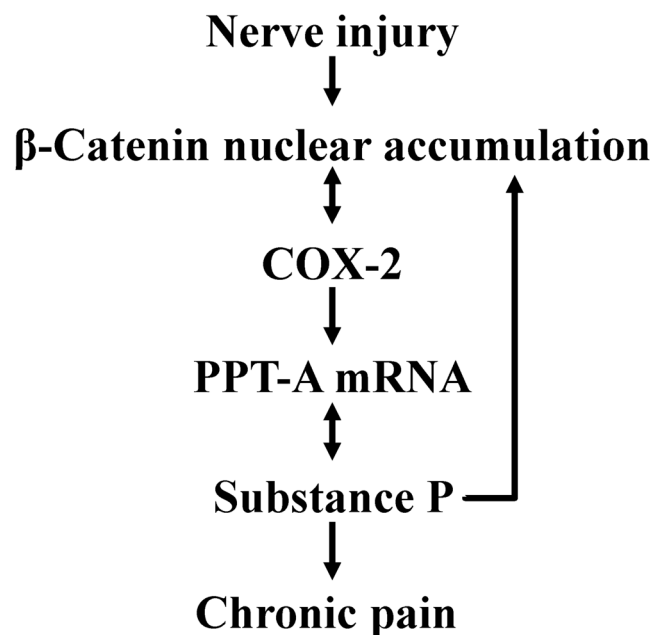 Nerve injury
β-Catenin nuclear accumulation
COX-2
PPT-A mRNA
Substance P
Chronic pain